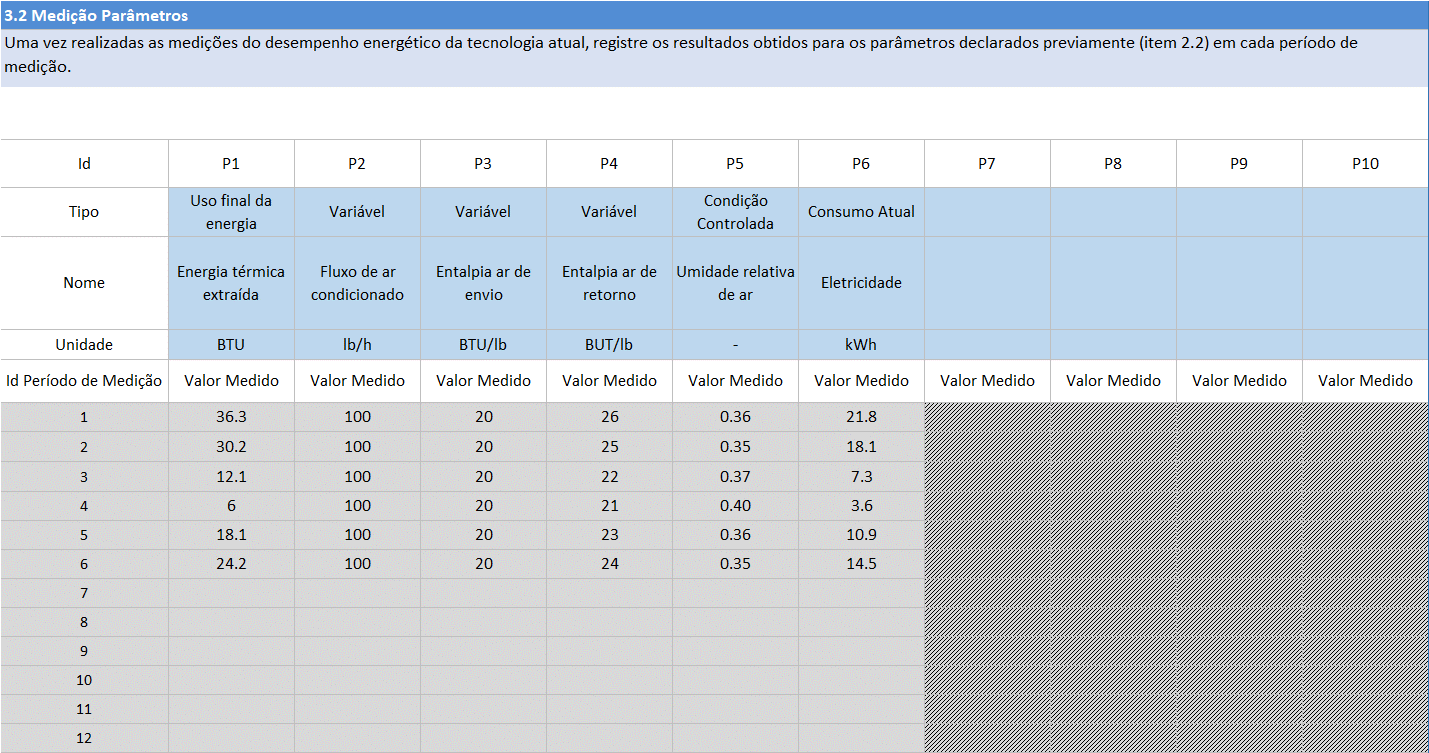 3.2 Medição Parâmetros
Uma vez realizadas as medições do desempenho energético da tecnologia atual, registre os resultados obtidos para os parâmetros declarados previamente (item 2.2) em cada período de
medição.
Id P1 P2 P3 P4 P5 P6 P7 P8 P9 P10
Tipo Uso final da energia Variável Variável Variável Condição Controlada Consumo Atual
Nome Energia térmica extraída Fluxo de ar condicionado Entalpia ar de envio Entalpia ar de retorno Umidade relativa de ar Eletricidade
Unidade BTU lb/h BTU/lb BUT/lb - kWh
Id Período de Medição Valor Medido Valor Medido Valor Medido Valor Medido Valor Medido Valor Medido Valor Medido Valor Medido Valor Medido Valor Medido
1 36.3 100 20 26 0.36 21.8
2 30.2 100 20 25 0.35 18.1
3 12.1 100 20 22 0.37 7.3
4 6 100 20 21 0.40 3.6
5 18.1 100 20 23 0.36 10.9
6 24.2 100 20 24 0.35 14.5
7
8
9
10
11
12